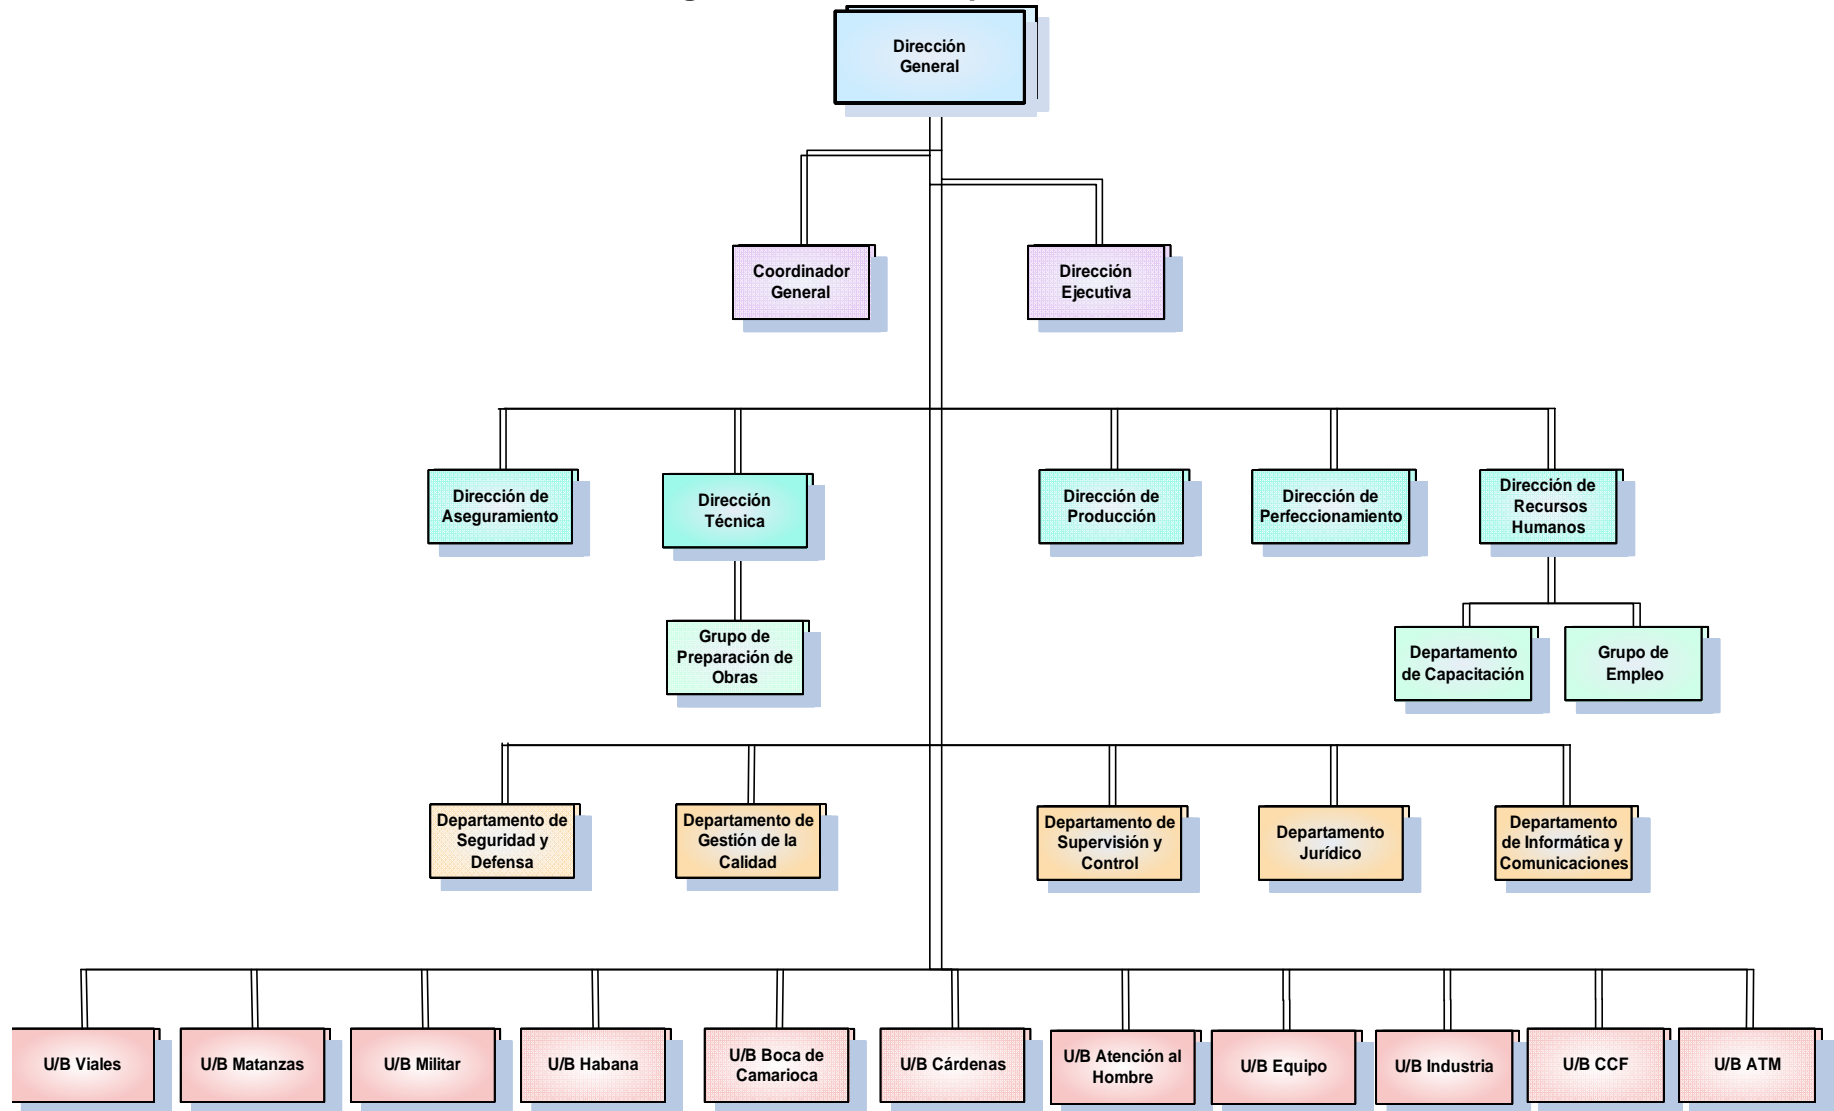 Dirección
General
Coordinador
General
Dirección
Ejecutiva
Dirección de
Aseguramiento
Dirección
Técnica
Dirección de
Producción
Dirección de
Perfeccionamiento
Dirección de
Recursos
Humanos
Grupo de
Preparación de
Obras
Departamento
de Capacitación
Grupo de
Empleo
Departamento de
Seguridad y
Defensa
Departamento de
Gestión de la
Calidad
Departamento de
Supervisión y
Control
Departamento
Jurídico
Departamento
de Informática y
Comunicaciones
U/B Viales
U/B Matanzas
U/B Militar
U/B Habana
U/B Boca de
Camarioca
U/B Cárdenas
U/B Atención al
Hombre
U/B Equipo
U/B Industria
U/B CCF
U/B ATM